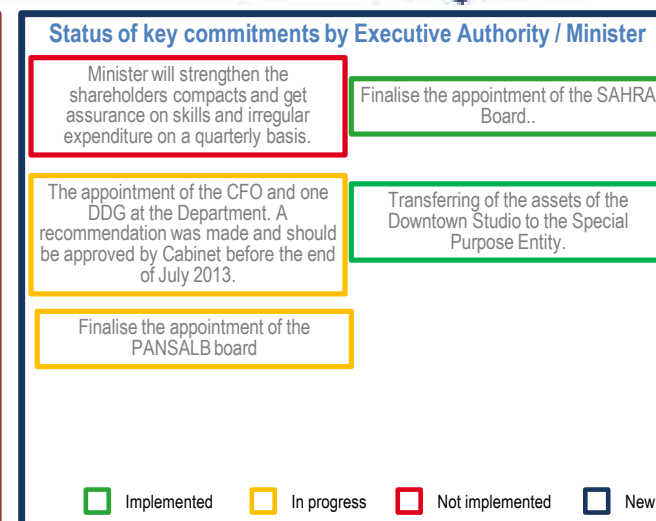 Status of key commitments by Executive Authority / Minister
Minister will strengthen the
shareholders compacts and get
assurance on skills and irregular
expenditure on a quarterly basis.
Finalise the appointment of the SAHRA
Board..
The appointment of the CFO and one
DDG at the Department. A
recommendation was made and should
be approved by Cabinet before the end
of July 2013.
Transferring of the assets of the
Downtown Studio to the Special
Purpose Entity.
Finalise the appointment of the
PANSALB board
Implemented
In progress
Not implemented
New